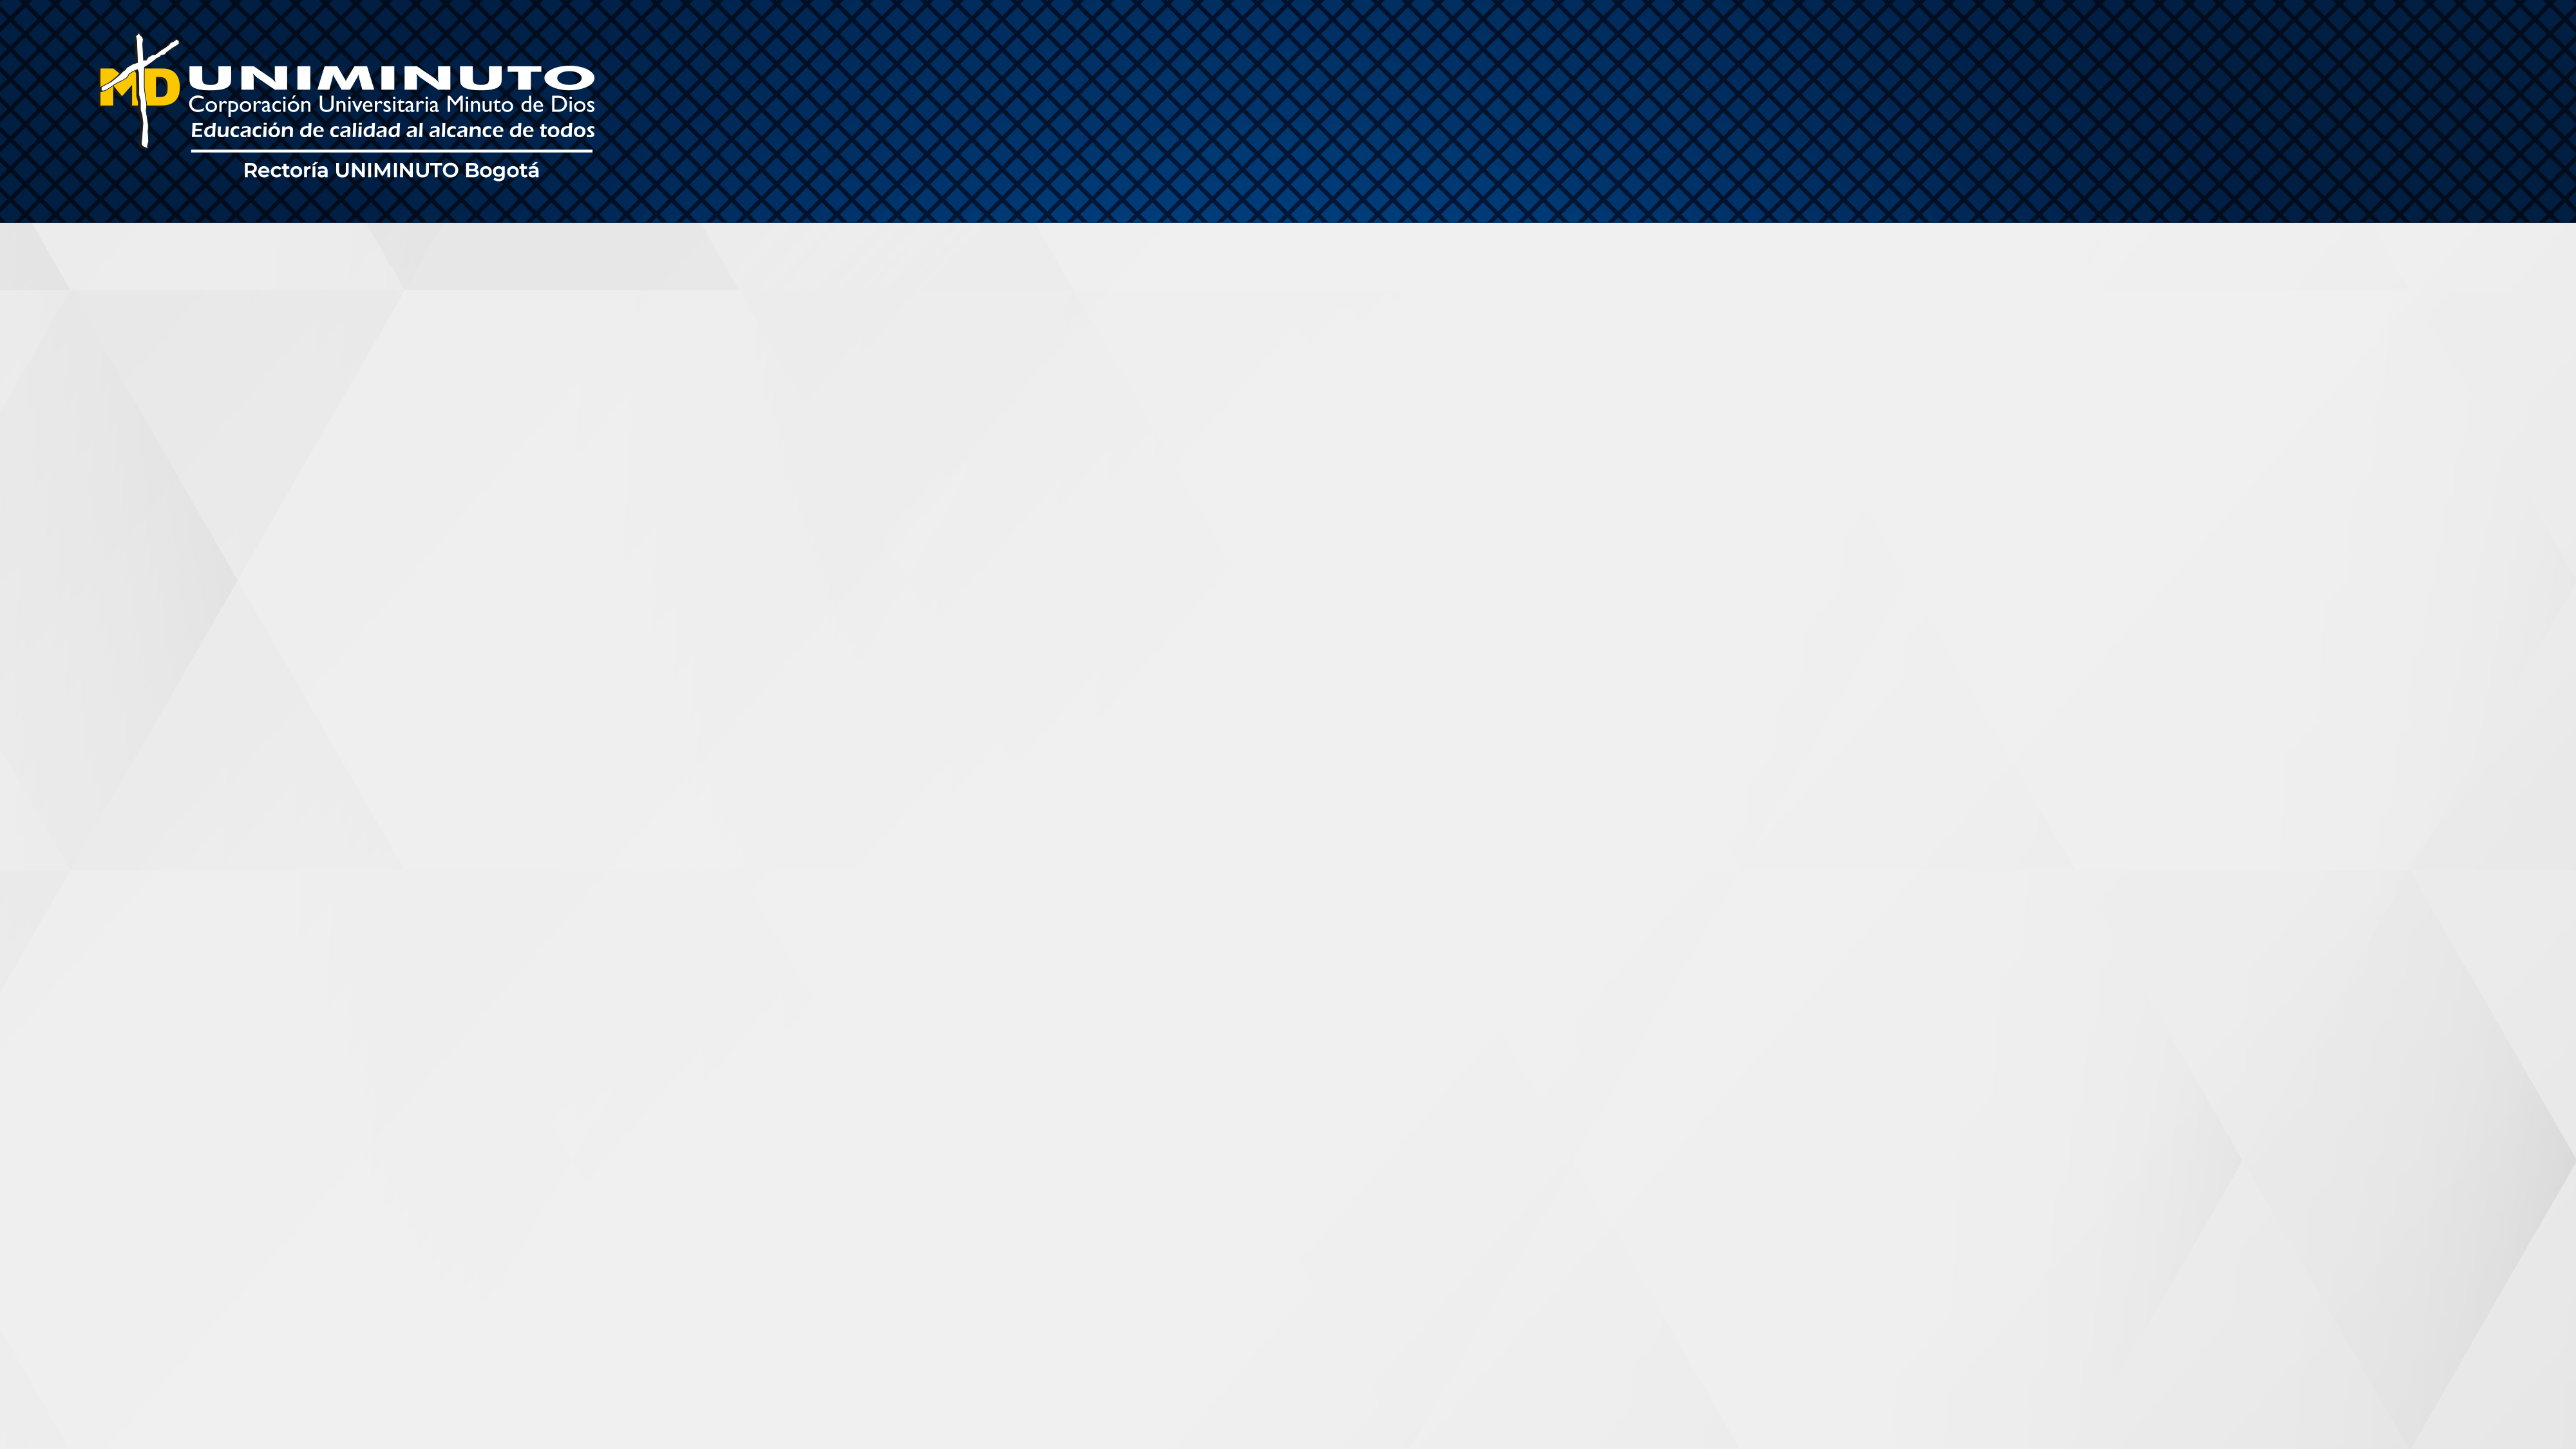 MD UNIMINUTO
Corporación Universitaria Minuto de Dios
Educación de calidad al alcance de todos
Rectoría UNIMINUTO Bogotá